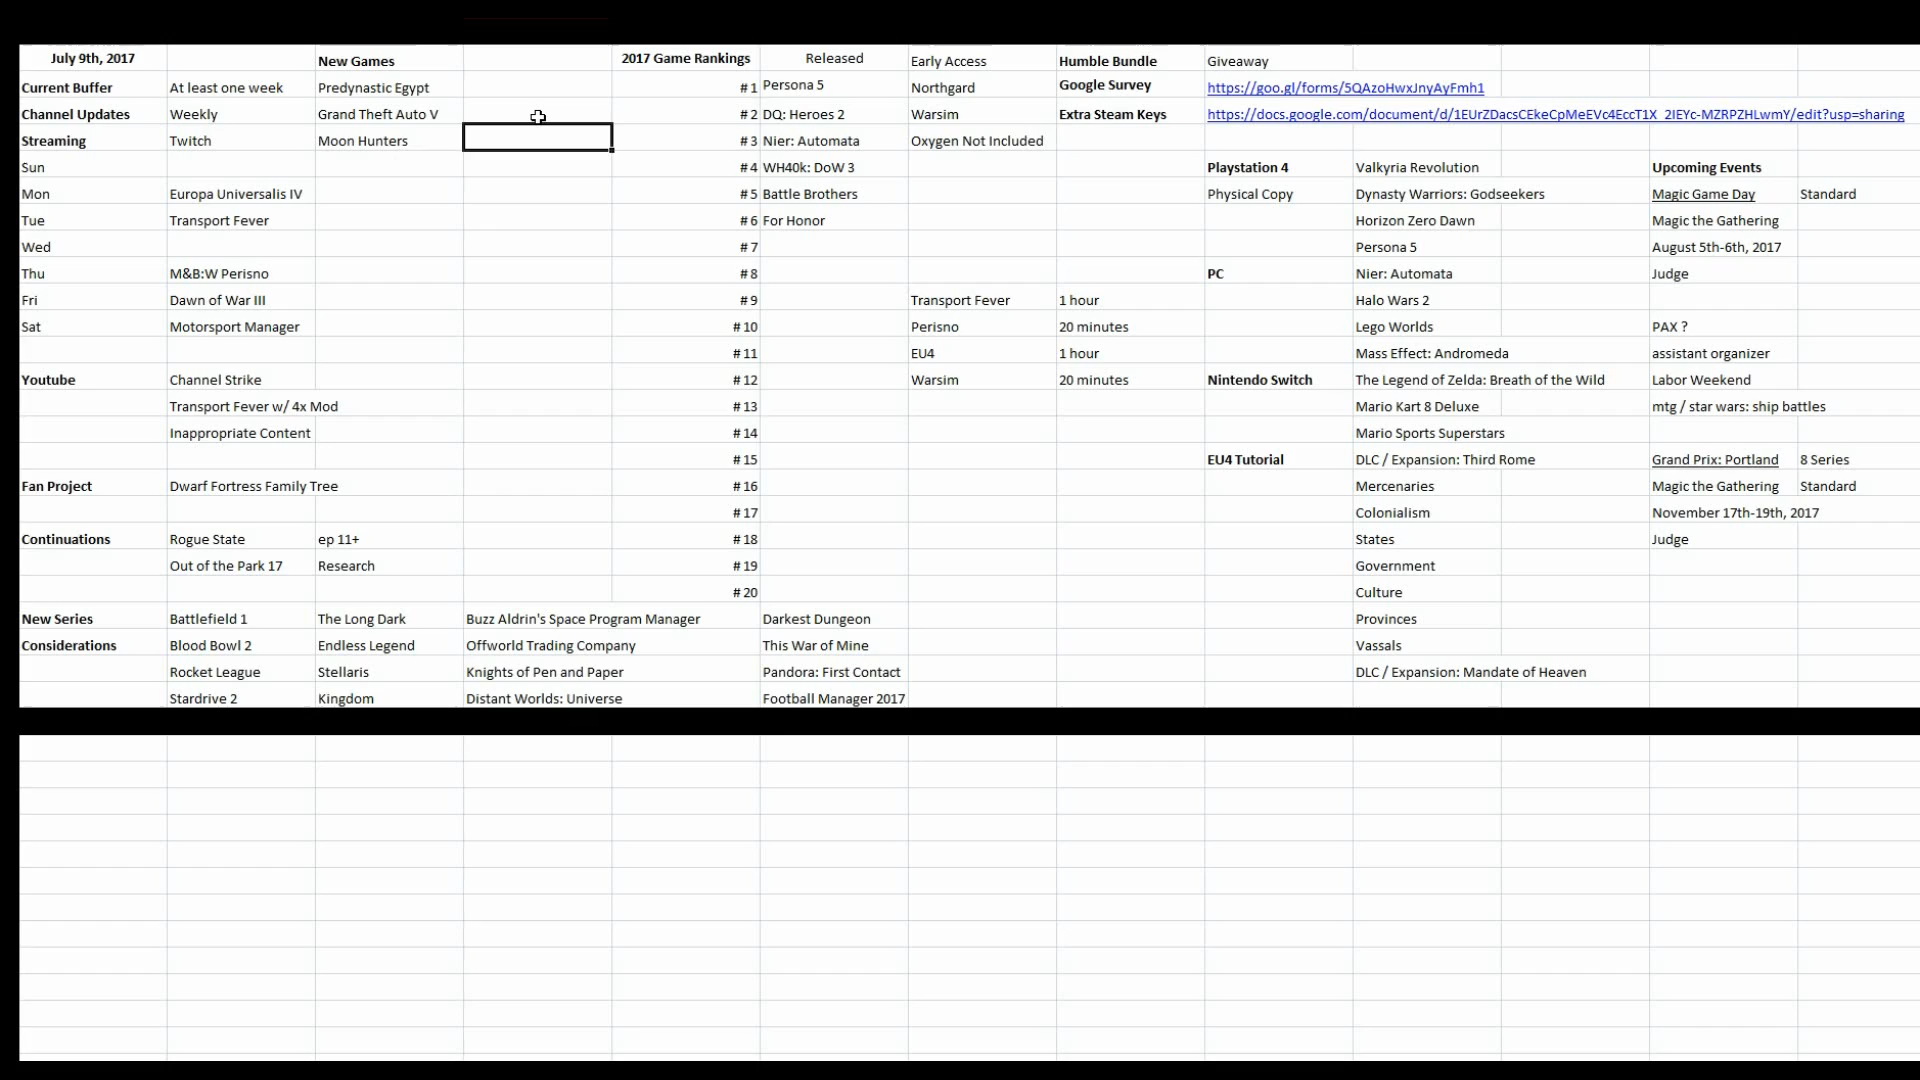 July 9th, 2017 New Games 2017 Game Rankings Released Early Access Humble Bundle Giveaway
Current Buffer At least one week Predynastic Egypt # 1 Persona 5 Northgard Google Survey https://goo.gl/forms/5QAzoHwxJnyAyFmh1
Channel Updates Weekly Grand Theft Auto V # 2 DQ: Heroes 2 Warsim Extra Steam Keys https://docs.google.com/document/d/1EUrZDacsCEkeCpMeEVc4EccT1X_2IEYc-MZRPZHLwmY/edit?usp=sharing
Streaming Twitch Moon Hunters # 3 Nier: Automata Oxygen Not Included
Sun # 4 WH40k: DoW 3 Playstation 4 Valkyria Revolution Upcoming Events
Mon Europa Universalis IV # 5 Battle Brothers Physical Copy Dynasty Warriors: Godseekers Magic Game Day Standard
Tue Transport Fever # 6 For Honor Horizon Zero Dawn Magic the Gathering
Wed # 7 Persona 5 August 5th-6th, 2017
Thu M&B:W Perisno # 8 PC Nier: Automata Judge
Fri Dawn of War III # 9 Transport Fever 1 hour Halo Wars 2
Sat Motorsport Manager # 10 Perisno 20 minutes Lego Worlds PAX ?
# 11 EU4 1 hour Mass Effect: Andromeda assistant organizer
Youtube Channel Strike # 12 Warsim 20 minutes Nintendo Switch The Legend of Zelda: Breath of the Wild Labor Weekend
Transport Fever w/ 4x Mod # 13 Mario Kart 8 Deluxe mtg / star wars: ship battles
Inappropriate Content # 14 Mario Sports Superstars
# 15 EU4 Tutorial DLC / Expansion: Third Rome Grand Prix: Portland 8 Series
Fan Project Dwarf Fortress Family Tree # 16 Mercenaries Magic the Gathering Standard
# 17 Colonialism November 17th-19th, 2017
Continuations Rogue State ep 11+ # 18 States Judge
Out of the Park 17 Research # 19 Government
# 20 Culture
New Series Battlefield 1 The Long Dark Buzz Aldrin's Space Program Manager Darkest Dungeon Provinces
Considerations Blood Bowl 2 Endless Legend Offworld Trading Company This War of Mine Vassals
Rocket League Stellaris Knights of Pen and Paper Pandora: First Contact DLC / Expansion: Mandate of Heaven
Stardrive 2 Kingdom Distant Worlds: Universe Football Manager 2017